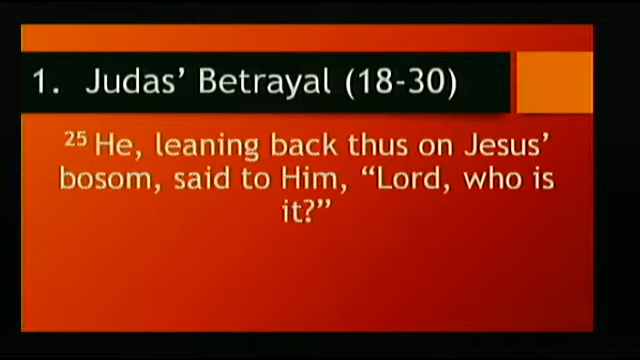 1. Judas’ Betrayal (18-30)
25 He, leaning back thus on Jesus’
bosom, said to Him, “Lord, who is
it?”